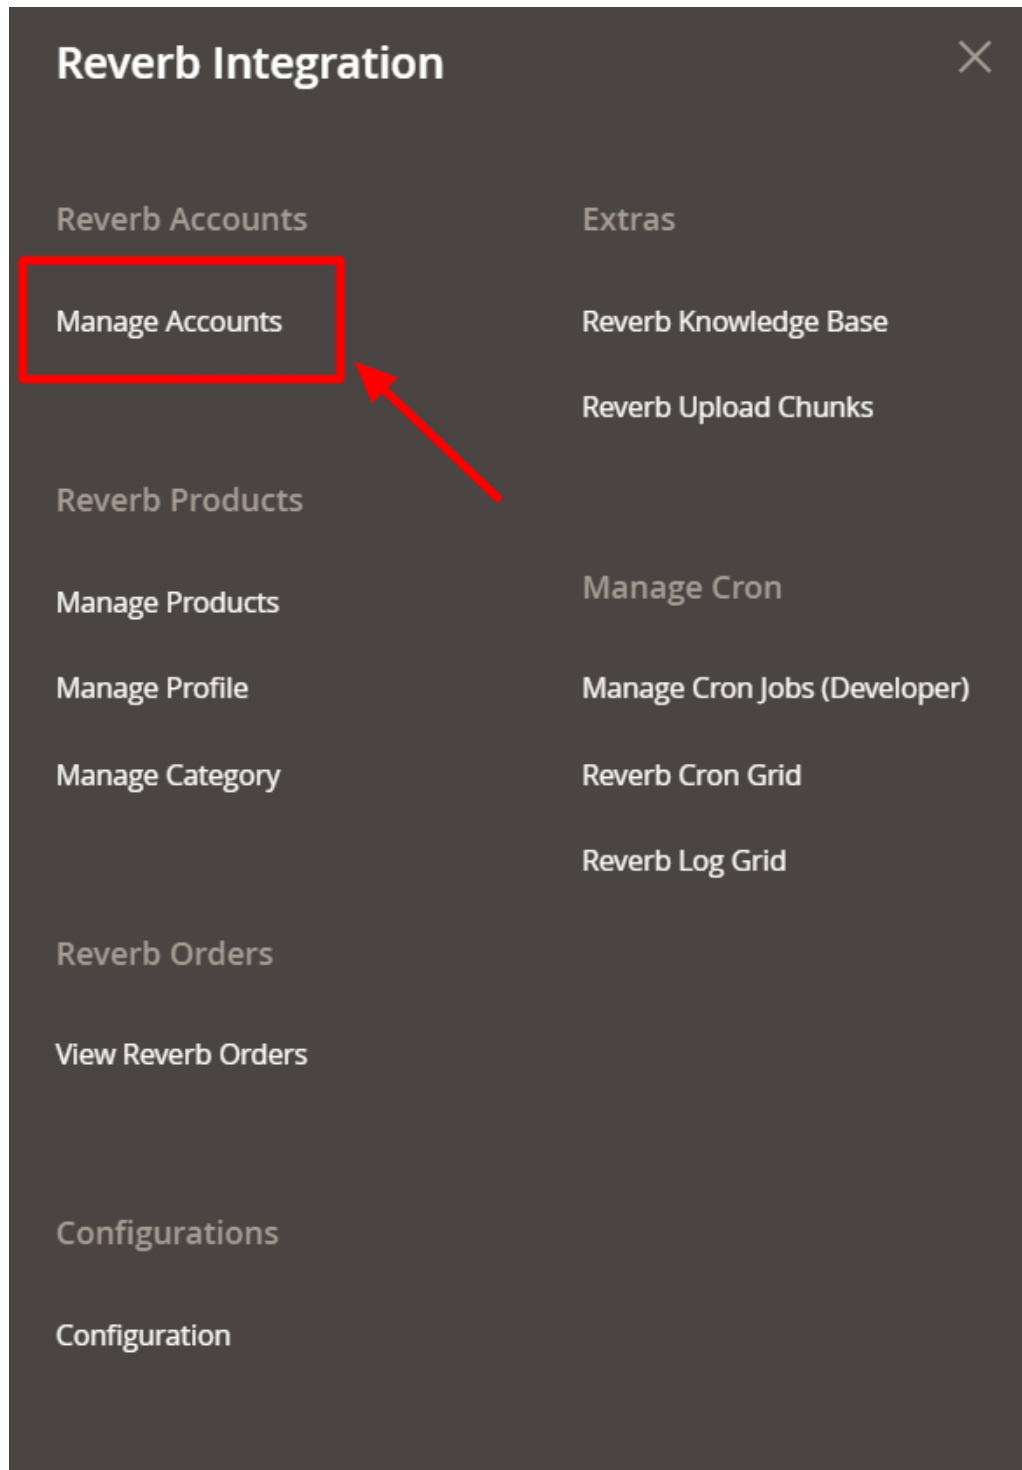 Reverb Integration
Reverb Accounts
Manage Accounts
Reverb Products
Manage Products
Manage Profile
Manage Category
Reverb Orders
View Reverb Orders
Configurations
Configuration
Extras
Reverb Knowledge Base
Reverb Upload Chunks
Manage Cron
Manage Cron Jobs (Developer)
Reverb Cron Grid
Reverb Log Grid